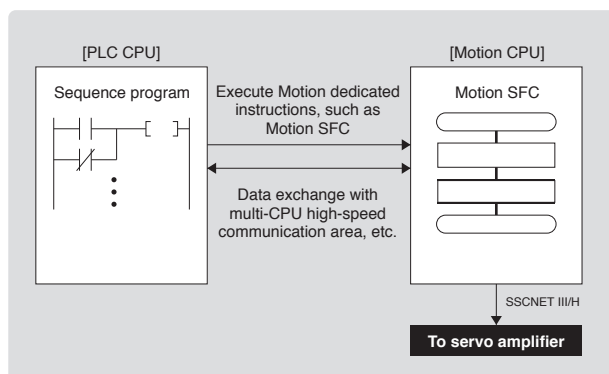 [PLC CPU]
[Motion CPU]
Sequence program
Execute Motion dedicated
instructions, such as
Motion SFC
Data exchange with
multi-CPU high-speed
communication area, etc.
Motion SFC
SSCNET III/H
To servo amplifier